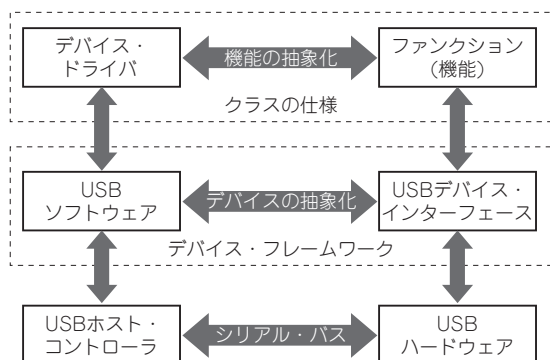 デバイス・
ドライバ
機能の抽象化
ファンクション
(機能)
クラスの仕様
USB
ソフトウェア
デバイスの抽象化
USBデバイス・
インターフェース
デバイス・フレームワーク
USBホスト・
コントローラ
シリアル・バス
USB
ハードウェア